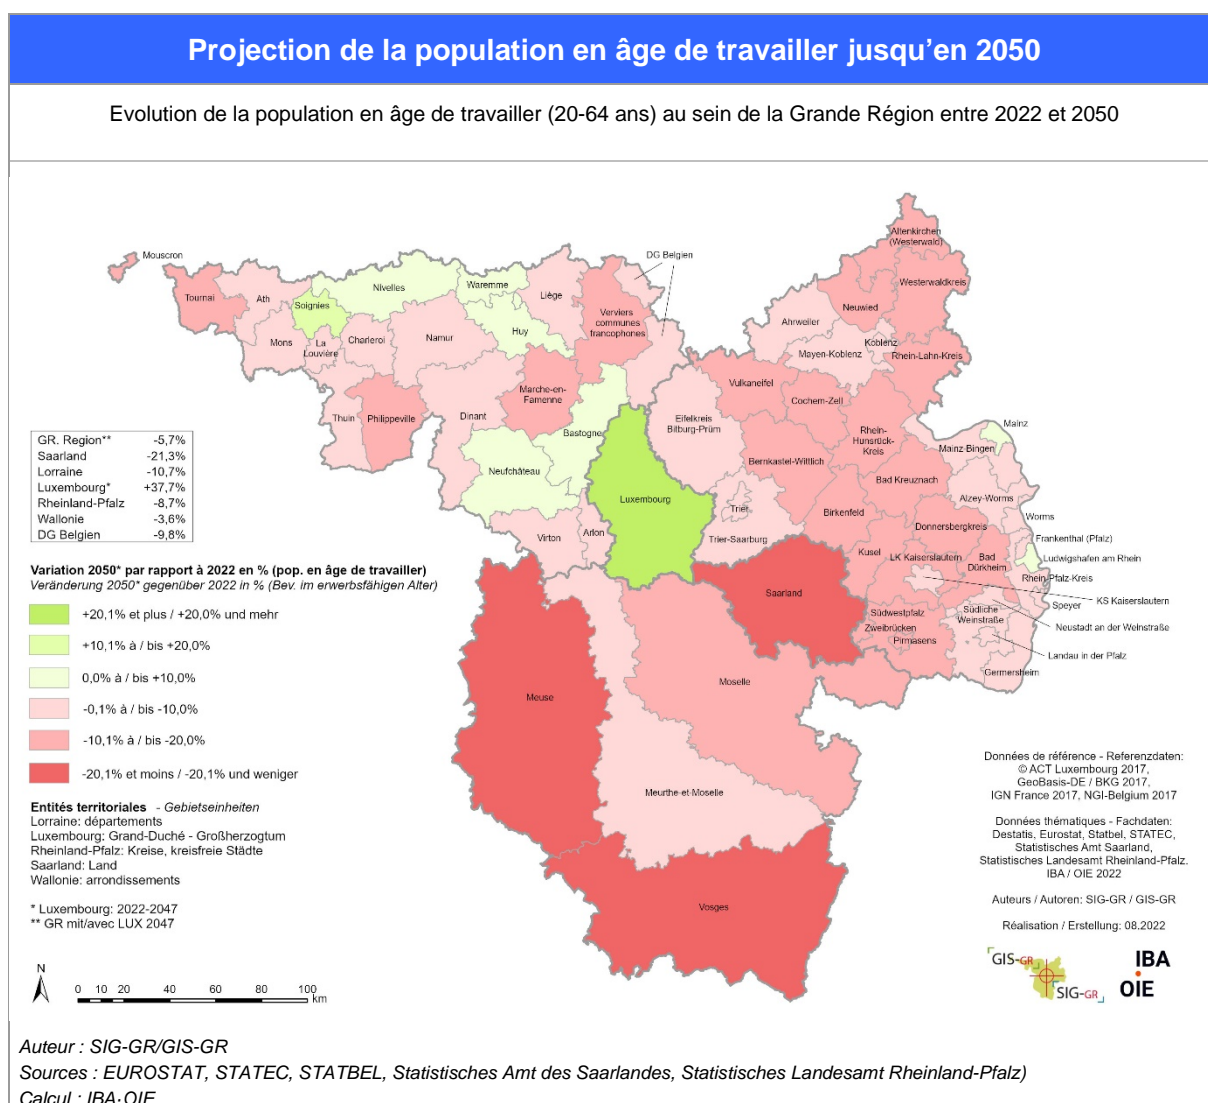 Projection de la population en âge de travailler jusqu'en 2050
Evolution de la population en âge de travailler (20-64 ans) au sein de la Grande Région entre 2022 et 2050
Mouscron
Tournai
Ath
Soignies
Nivelles
Waremme
Liège
DG Belgien
Verviers
communes
francophones
Huy
Mons
La
Louvière
Charleroi
Namur
Thuin
Philippeville
Dinant
Marche-en-
Famenne
Bastogne
Neufchâteau
Virton
Arlon
Luxembourg
Altenkirchen
(Westerwald)
Westerwaldkreis
Neuwied
Ahrweiler
Koblenz
Mayen-Koblenz
Rhein-Lahn-Kreis
Vulkaneifel
Cochem-Zell
Eifelkreis
Bitburg-Prüm
Rhein-
Hunsrück-
Kreis
Bernkastel-Wittlich
Mainz
Mainz-Bingen
Bad Kreuznach
Alzey-Worms
Trier
Trier-Saarburg
Birkenfeld
Donnersbergkreis
Worms
Frankenthal (Pfalz)
Ludwigshafen am Rhein
Kusel
LK Kaiserslautern
Bad
Dürkheim
Rhein-Pfalz-Kreis
KS Kaiserslautern
Speyer
Saarland
Südwestpfalz
Zweibrücken
Pirmasens
Südliche
Weinstraße
Neustadt an der Weinstraße
Landau in der Pfalz
Germersheim
Moselle
Meuse
Meurthe-et-Moselle
Vosges
GR. Region** -5,7%
Saarland -21,3%
Lorraine -10,7%
Luxembourg* +37,7%
Rheinland-Pfalz -8,7%
Wallonie -3,6%
DG Belgien -9,8%
Variation 2050* par rapport à 2022 en % (pop. en âge de travailler)
Veränderung 2050* gegenüber 2022 in % (Bev. im erwerbsfähigen Alter)
+20,1% et plus / +20,0% und mehr
+10,1% à / bis +20,0%
0,0% à / bis +10,0%
-0,1% à / bis -10,0%
-10,1% à / bis -20,0%
-20,1% et moins / -20,1% und weniger
Entités territoriales - Gebietseinheiten
Lorraine: départements
Luxembourg: Grand-Duché - Großherzogtum
Rheinland-Pfalz: Kreise, kreisfreie Städte
Saarland: Land
Wallonie: arrondissements
* Luxembourg: 2022-2047
** GR mit/avec LUX 2047
N
0 10 20 40 60 80 100
km
Données de référence - Referenzdaten:
© ACT Luxembourg 2017,
GeoBasis-DE / BKG 2017,
IGN France 2017, NGI-Belgium 2017
Données thématiques - Fachdaten:
Destatis, Eurostat, Statbel, STATEC,
Statistisches Amt Saarland,
Statistisches Landesamt Rheinland-Pfalz.
IBA / OIE 2022
Auteurs / Autoren: SIG-GR / GIS-GR
Réalisation / Erstellung: 08.2022
GIS-GR
SIG-GR
IBA
OIE
Auteur : SIG-GR/GIS-GR
Sources : EUROSTAT, STATEC, STATBEL, Statistisches Amt des Saarlandes, Statistisches Landesamt Rheinland-Pfalz)
Calcul : IBA·OIE